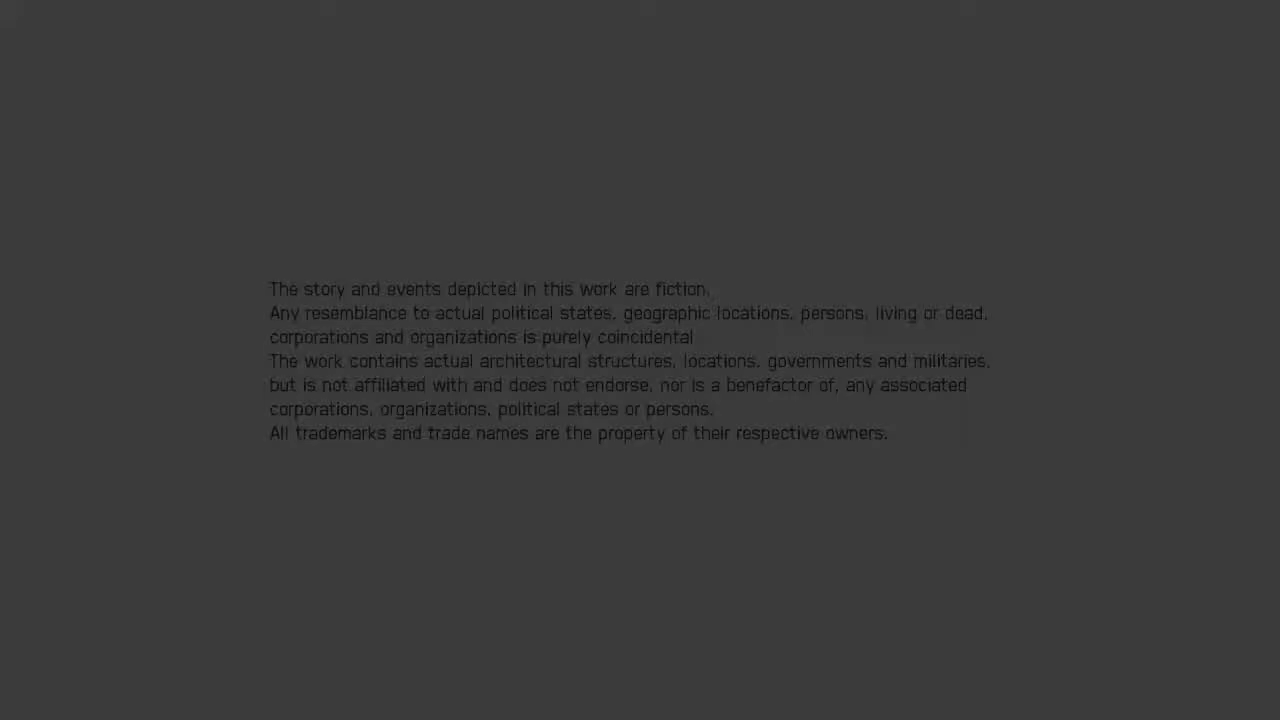 The story and events depicted in this work are fiction.
Any resemblance to actual political states, geographic locations, persons, living or dead,
corporations and organizations is purely coincidental.
The work contains actual architectural structures, locations, governments and militaries,
but is not affiliated with and does not endorse, nor is a benefactor of, any associated
corporations, organizations, political states or persons.
All trademarks and trade names are the property of their respective owners.